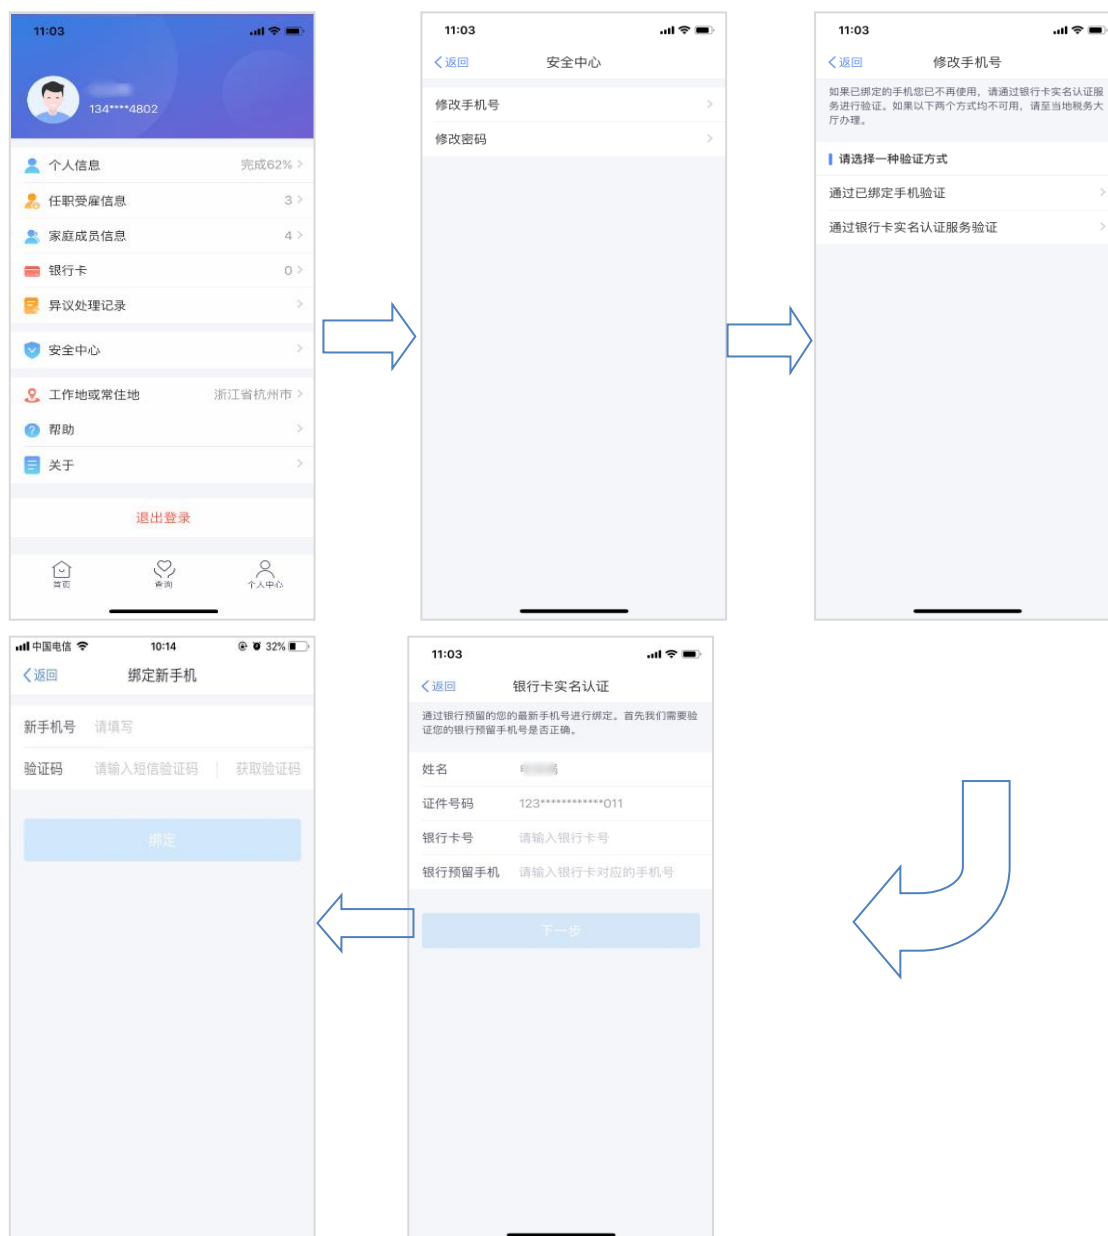 11:03
134****4802
个人信息 完成62%
任职受雇信息 3
家庭成员信息 4
银行卡 0
异议处理记录
安全中心
工作地或常住地 浙江省杭州市
帮助
关于
退出登录
首页 查询 个人中心
11:03
返回 安全中心
修改手机号
修改密码
11:03
返回 修改手机号
如果已绑定的手机您已不再使用，请通过银行卡实名认证服
务进行验证。如果以下两个方式均不可用，请至当地税务大
厅办理。
请选择一种验证方式
通过已绑定手机验证
通过银行卡实名认证服务验证
中国电信 10:14 32%
返回 绑定新手机
新手机号 请填写
验证码 请输入短信验证码 获取验证码
绑定
11:03
返回 银行卡实名认证
通过银行预留的您的最新手机号进行绑定。首先我们需要验
证您的银行预留手机号是否正确。
姓名
证件号码 123************011
银行卡号 请输入银行卡号
银行预留手机 请输入银行卡对应的手机号
下一步